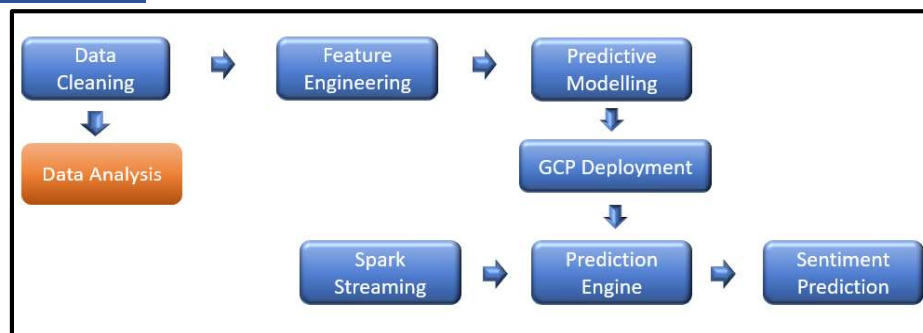 Data
Cleaning
Feature
Engineering
Predictive
Modelling
Data Analysis
GCP Deployment
Spark
Streaming
Prediction
Engine
Sentiment
Prediction